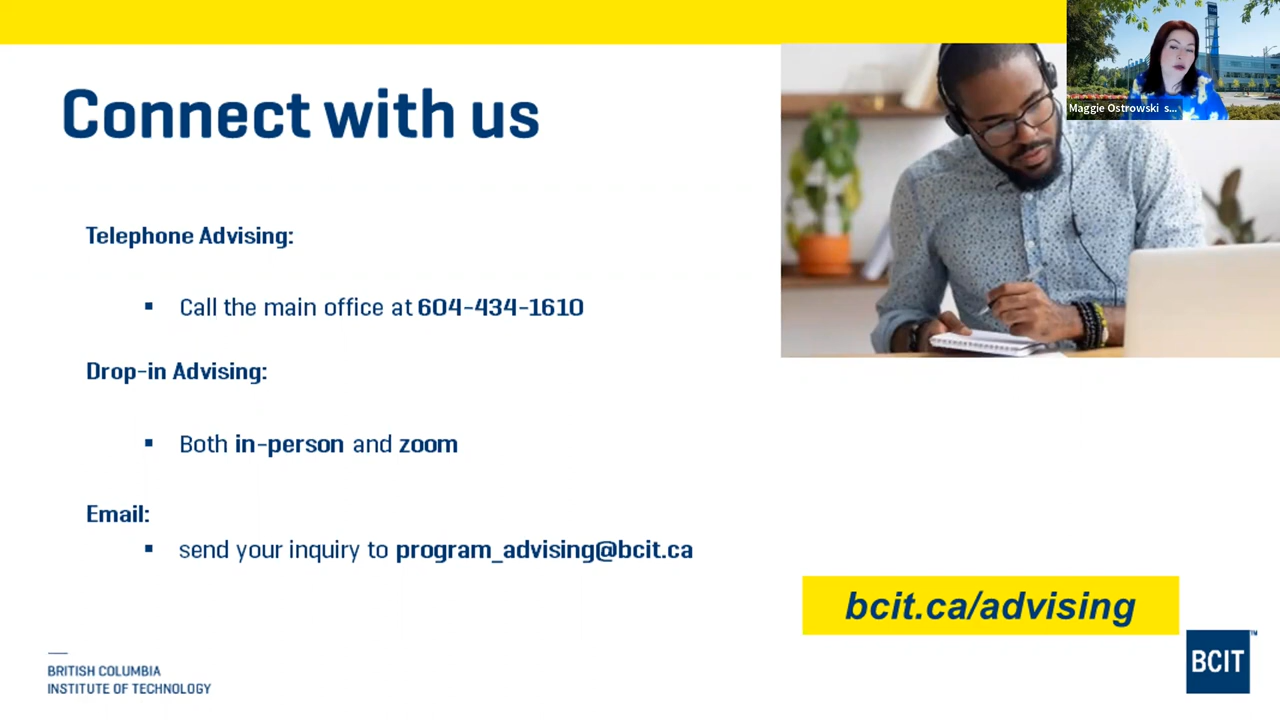 Connect with us
Maggie Ostrowski s...
Telephone Advising:
▪ Call the main office at 604-434-1610
Drop-in Advising:
▪ Both in-person and zoom
Email:
▪ send your inquiry to program_advising@bcit.ca
bcit.ca/advising
BRITISH COLUMBIA
INSTITUTE OF TECHNOLOGY
BCIT™